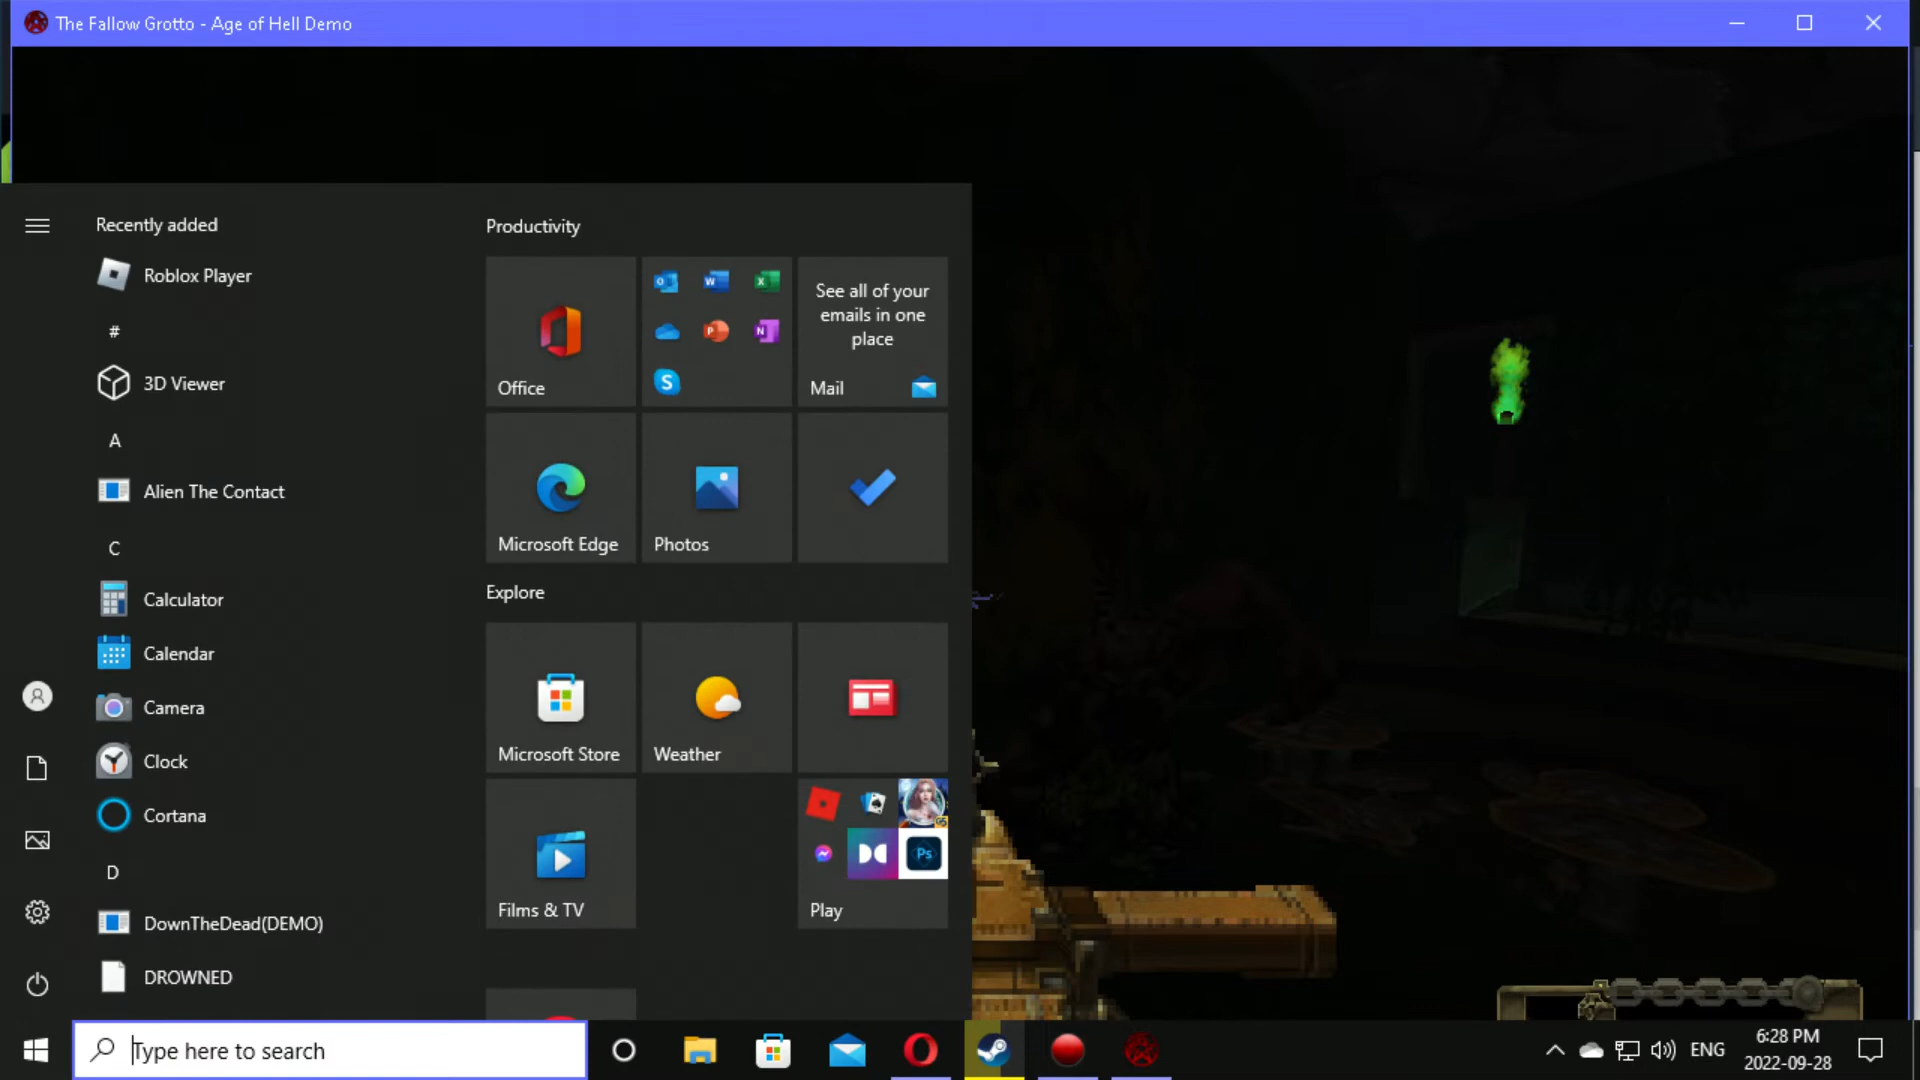 The Fallow Grotto - Age of Hell Demo
Recently added
Roblox Player
#
3D Viewer
A
Alien The Contact
C
Calculator
Calendar
Camera
Clock
Cortana
D
DownTheDead(DEMO)
DROWNED
Productivity
Office
See all of your
emails in one
place
Mail
Microsoft Edge
Photos
Explore
Microsoft Store
Weather
Films & TV
Ps
Play
Type here to search
ENG
6:28 PM
2022-09-28